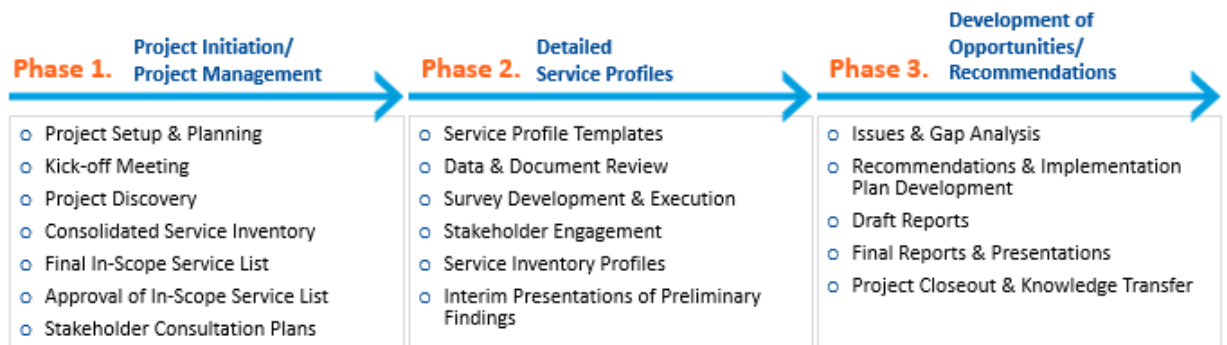 Phase 1.
Project Initiation/
Project Management
Project Setup & Planning
Kick-off Meeting
Project Discovery
Consolidated Service Inventory
Final In-Scope Service List
Approval of In-Scope Service List
Stakeholder Consultation Plans
Phase 2.
Detailed
Service Profiles
Service Profile Templates
Data & Document Review
Survey Development & Execution
Stakeholder Engagement
Service Inventory Profiles
Interim Presentations of Preliminary
Findings
Phase 3.
Development of
Opportunities/
Recommendations
Issues & Gap Analysis
Recommendations & Implementation
Plan Development
Draft Reports
Final Reports & Presentations
Project Closeout & Knowledge Transfer